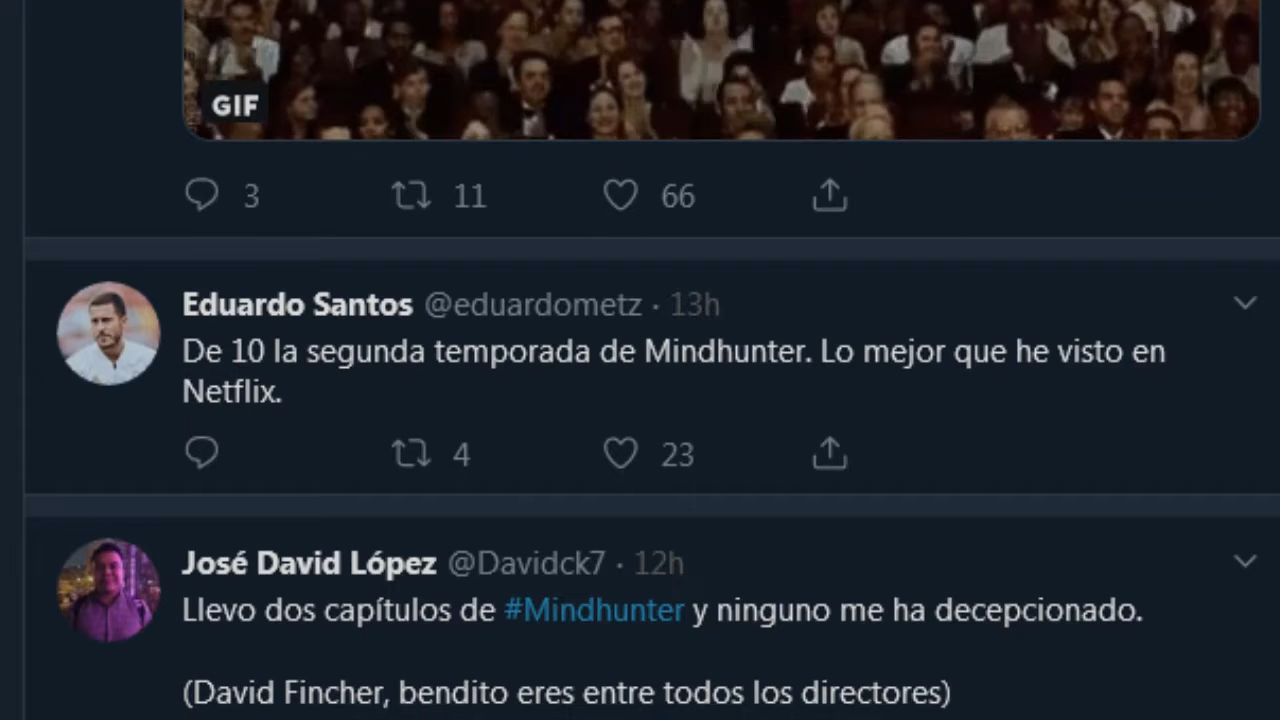 GIF
3 11 66
Eduardo Santos @eduardometz · 13h
De 10 la segunda temporada de Mindhunter. Lo mejor que he visto en
Netflix.
4 23
José David López @Davidck7 · 12h
Llevo dos capítulos de #Mindhunter y ninguno me ha decepcionado.
(David Fincher, bendito eres entre todos los directores)